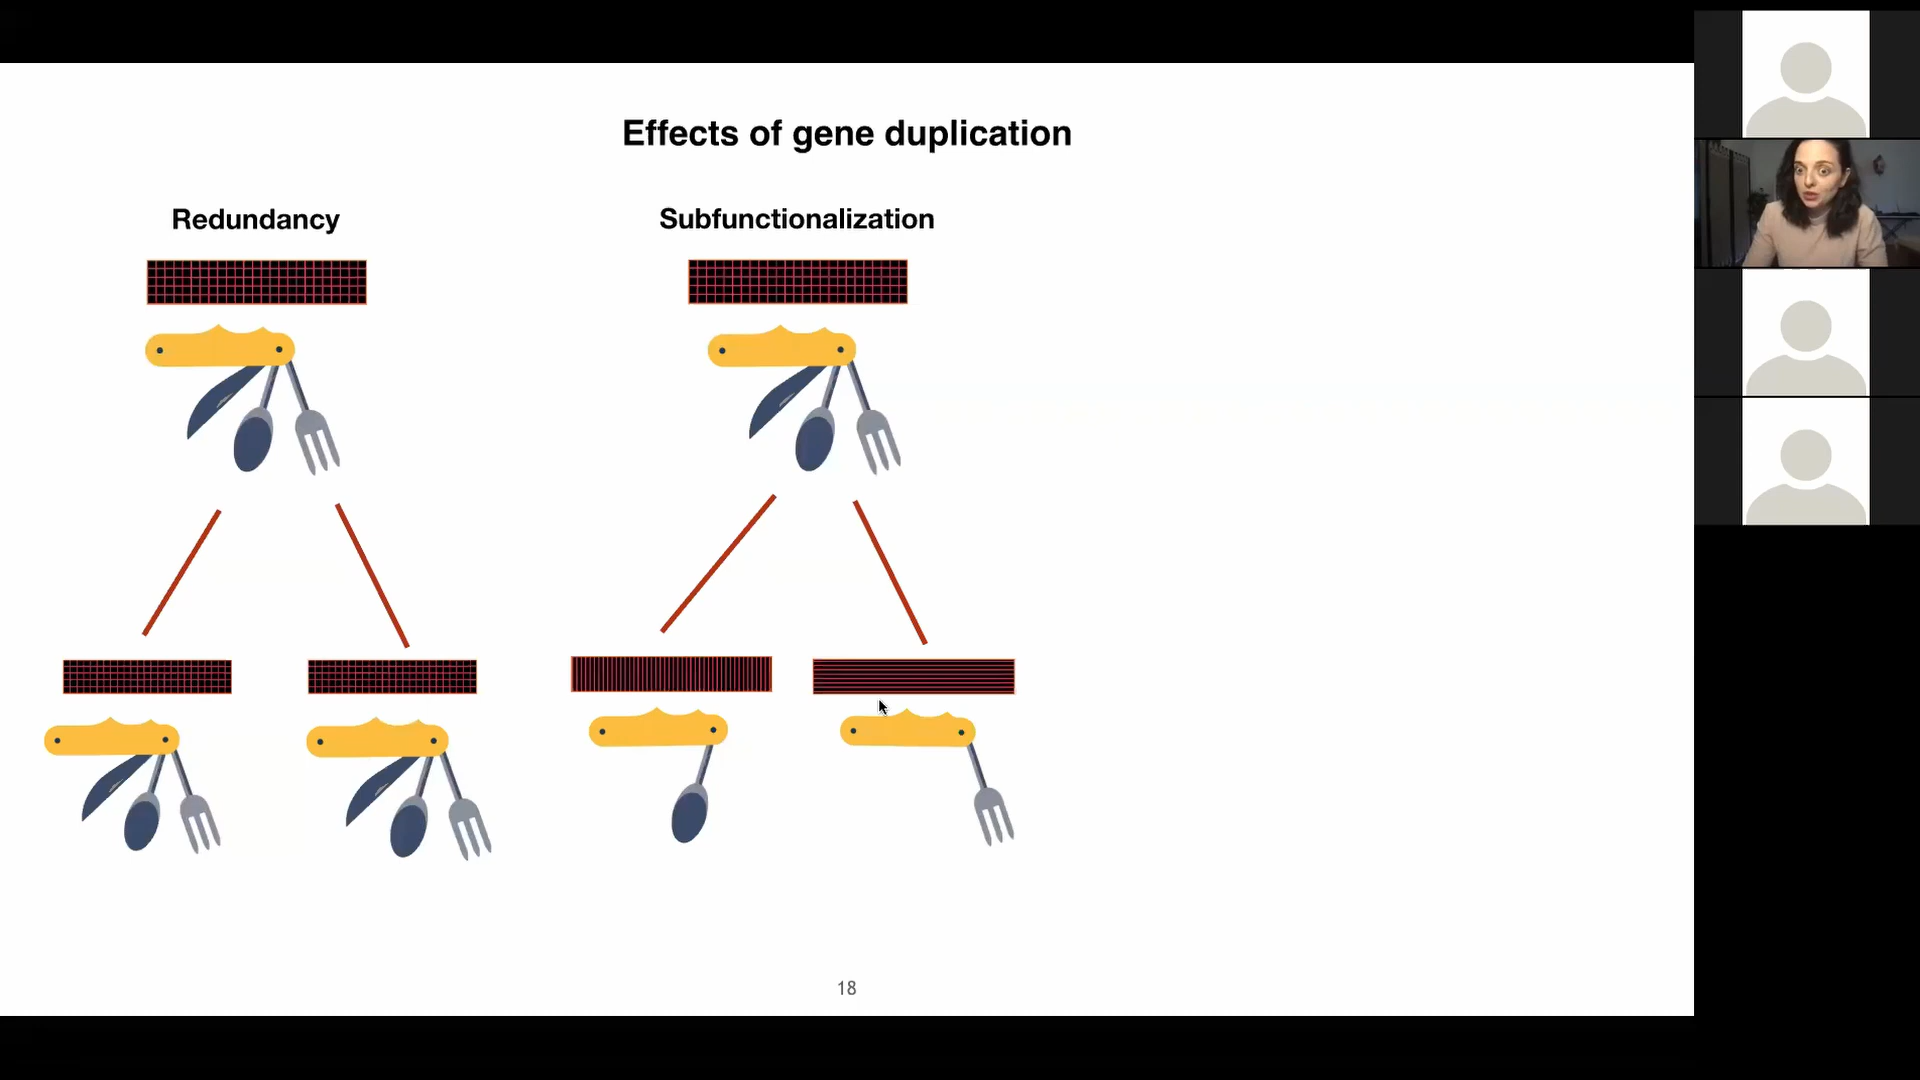 Effects of gene duplication
Redundancy
Subfunctionalization
18